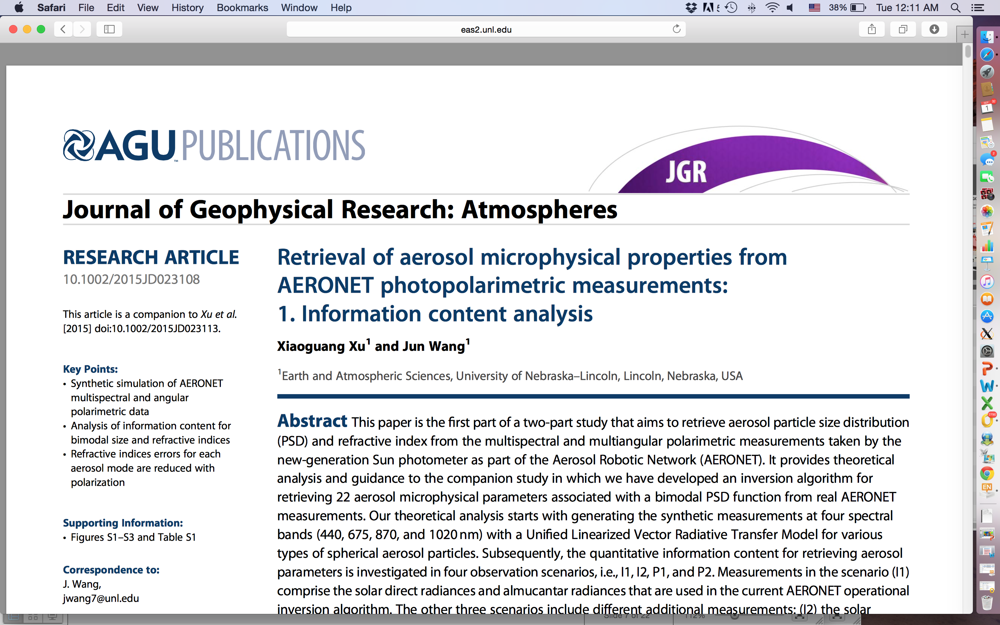 Safari File Edit View History Bookmarks Window Help
38% Tue 12:11 AM
eas2.unl.edu
AGU PUBLICATIONS
™
JGR
Journal of Geophysical Research: Atmospheres
RESEARCH ARTICLE
10.1002/2015JD023108
This article is a companion to Xu et al.
[2015] doi:10.1002/2015JD023113.
Key Points:
• Synthetic simulation of AERONET
multispectral and angular
polarimetric data
• Analysis of information content for
bimodal size and refractive indices
• Refractive indices errors for each
aerosol mode are reduced with
polarization
Supporting Information:
• Figures S1–S3 and Table S1
Correspondence to:
J. Wang,
jwang7@unl.edu
Retrieval of aerosol microphysical properties from
AERONET photopolarimetric measurements:
1. Information content analysis
Xiaoguang Xu1 and Jun Wang1
1Earth and Atmospheric Sciences, University of Nebraska–Lincoln, Lincoln, Nebraska, USA
Abstract This paper is the first part of a two-part study that aims to retrieve aerosol particle size distribution
(PSD) and refractive index from the multispectral and multiangular polarimetric measurements taken by the
new-generation Sun photometer as part of the Aerosol Robotic Network (AERONET). It provides theoretical
analysis and guidance to the companion study in which we have developed an inversion algorithm for
retrieving 22 aerosol microphysical parameters associated with a bimodal PSD function from real AERONET
measurements. Our theoretical analysis starts with generating the synthetic measurements at four spectral
bands (440, 675, 870, and 1020 nm) with a Unified Linearized Vector Radiative Transfer Model for various
types of spherical aerosol particles. Subsequently, the quantitative information content for retrieving aerosol
parameters is investigated in four observation scenarios, i.e., I1, I2, P1, and P2. Measurements in the scenario (I1)
comprise the solar direct radiances and almucantar radiances that are used in the current AERONET operational
inversion algorithm. The other three scenarios include different additional measurements: (I2) the solar
Slide 7 of 22
112%
SEP
32
1
2
2790
EN